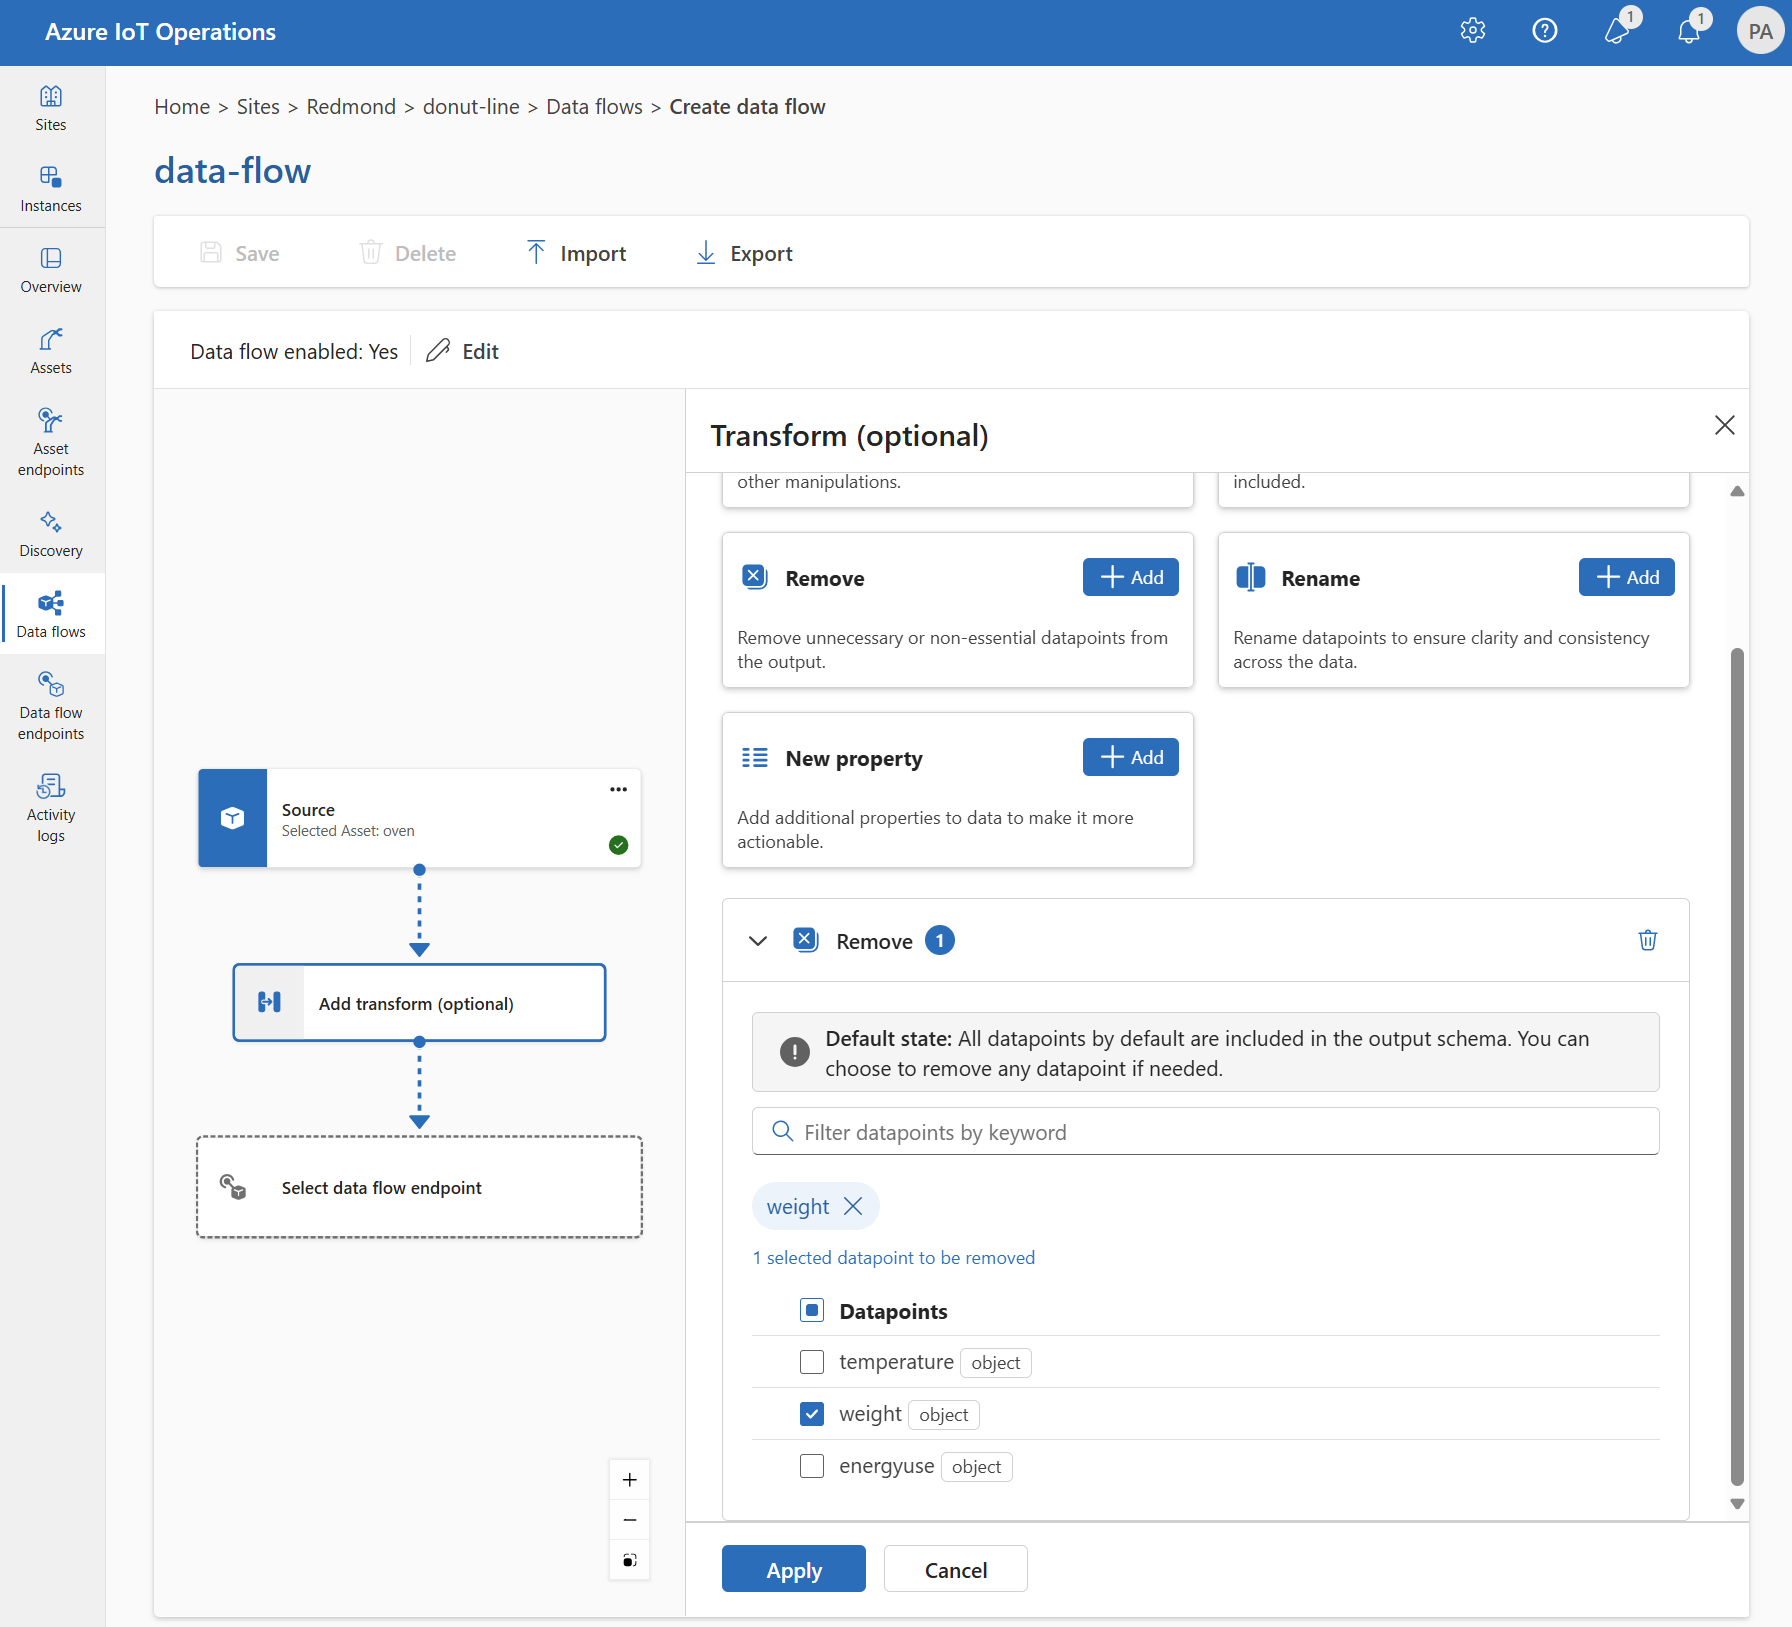 Azure IoT Operations
1
1
PA
Sites
Instances
Overview
Assets
Asset
endpoints
Discovery
Data flows
Data flow
endpoints
Activity
logs
Home > Sites > Redmond > donut-line > Data flows > Create data flow
data-flow
Save
Delete
Import
Export
Data flow enabled: Yes
Edit
Source
Selected Asset: oven
Add transform (optional)
Select data flow endpoint
Transform (optional)
other manipulations.
included.
Remove
Add
Remove unnecessary or non-essential datapoints from
the output.
Rename
Add
Rename datapoints to ensure clarity and consistency
across the data.
New property
Add
Add additional properties to data to make it more
actionable.
Remove 1
Default state: All datapoints by default are included in the output schema. You can
choose to remove any datapoint if needed.
Filter datapoints by keyword
weight
1 selected datapoint to be removed
Datapoints
temperature object
weight object
energyuse object
Apply
Cancel